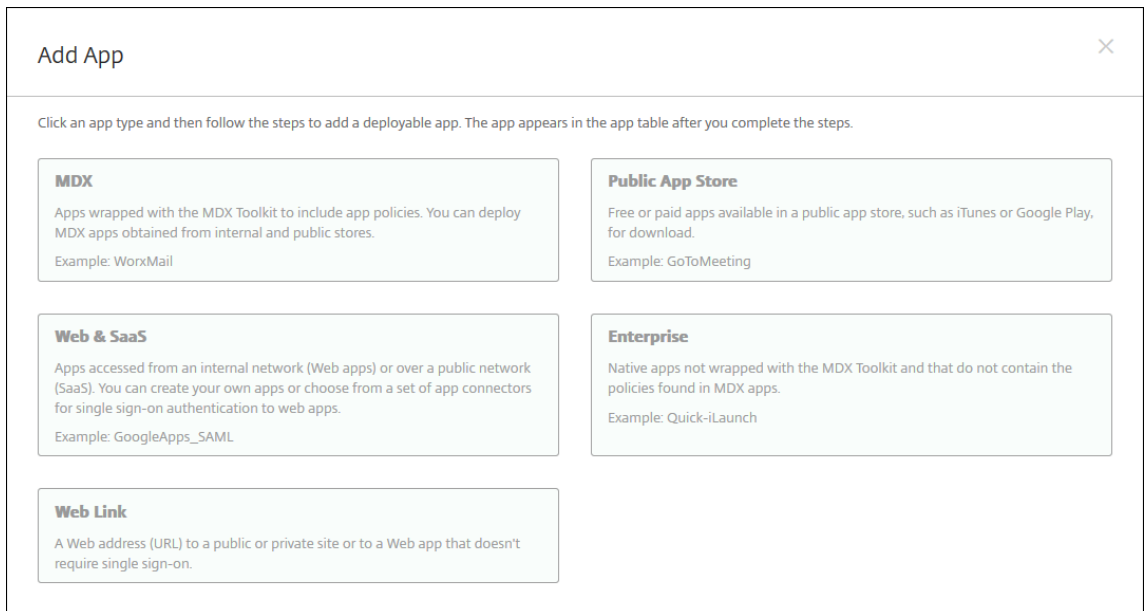 Add App
Click an app type and then follow the steps to add a deployable app. The app appears in the app table after you complete the steps.
MDX
Apps wrapped with the MDX Toolkit to include app policies. You can deploy
MDX apps obtained from internal and public stores.
Example: WorxMail
Public App Store
Free or paid apps available in a public app store, such as iTunes or Google Play,
for download.
Example: GoToMeeting
Web & SaaS
Apps accessed from an internal network (Web apps) or over a public network
(SaaS). You can create your own apps or choose from a set of app connectors
for single sign-on authentication to web apps.
Example: GoogleApps_SAML
Enterprise
Native apps not wrapped with the MDX Toolkit and that do not contain the
policies found in MDX apps.
Example: Quick-iLaunch
Web Link
A Web address (URL) to a public or private site or to a Web app that doesn't
require single sign-on.